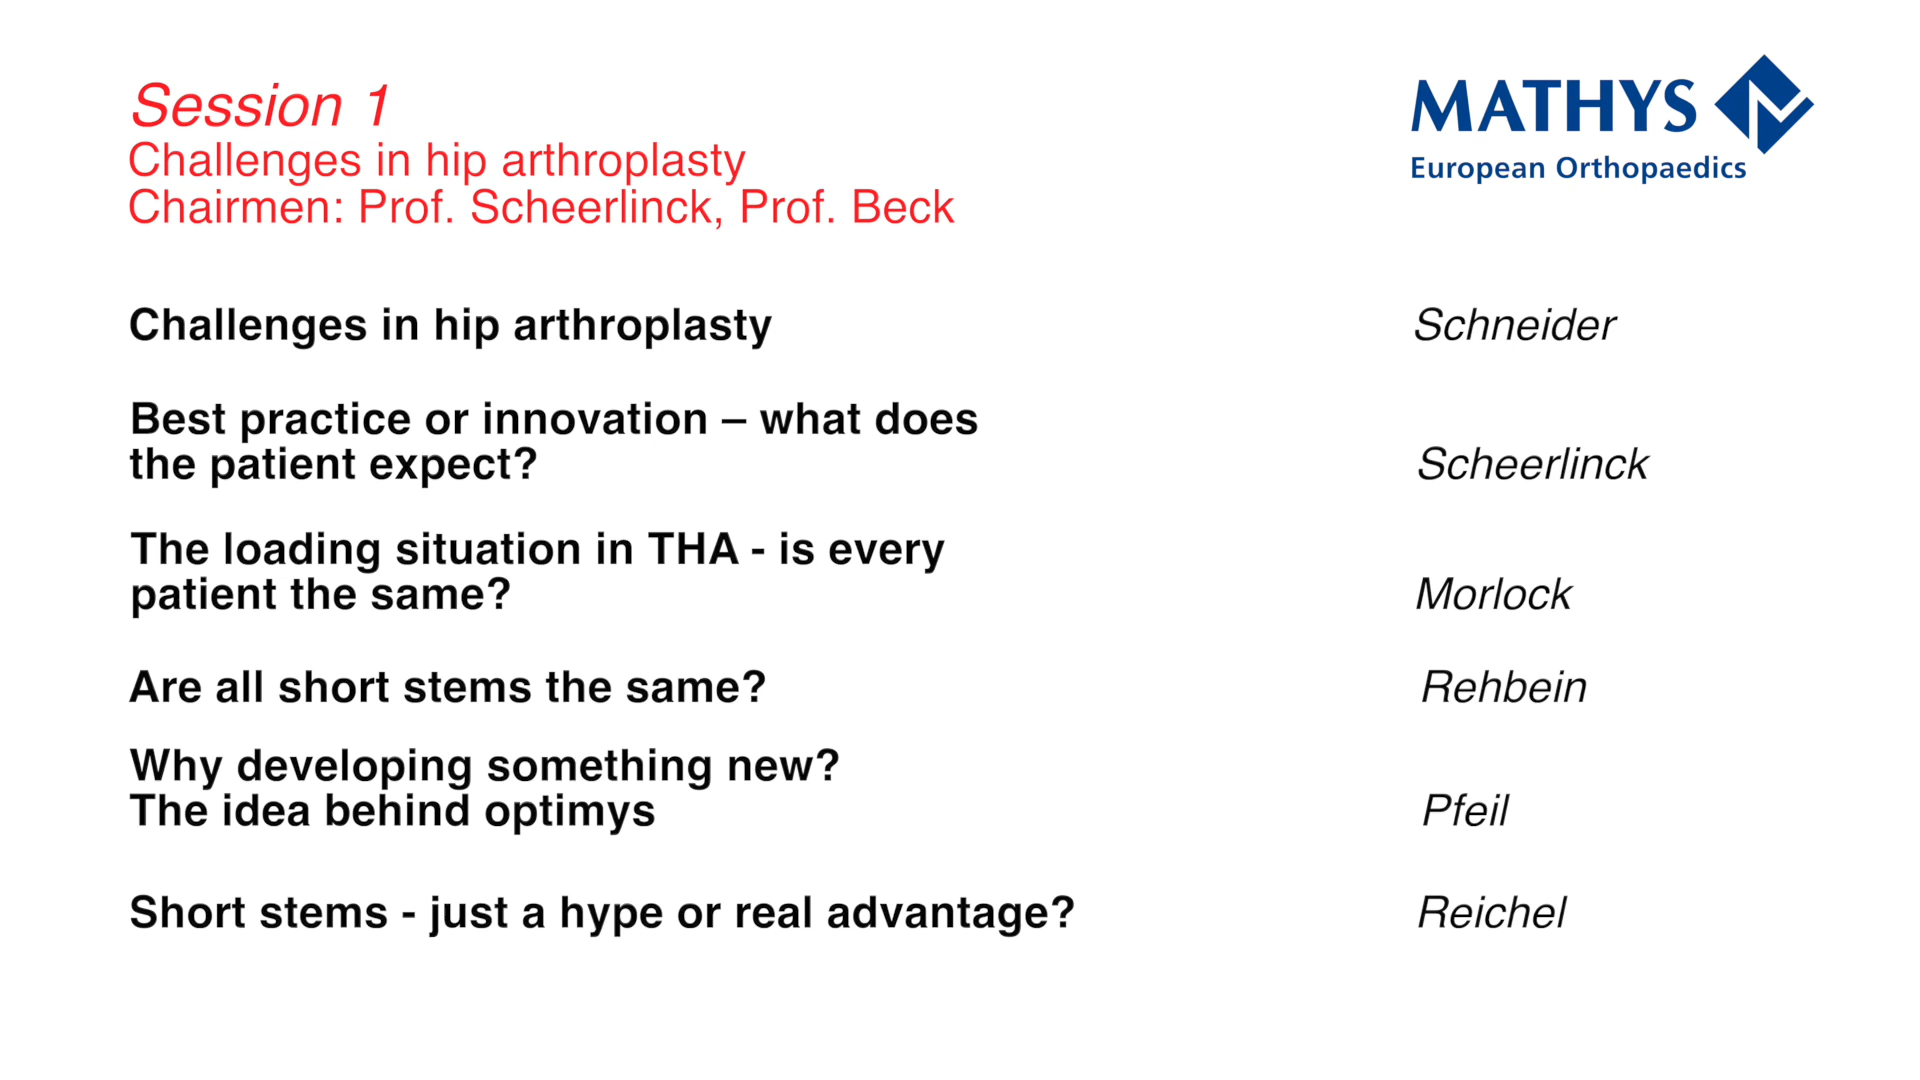 Session 1
Challenges in hip arthroplasty
Chairmen: Prof. Scheerlinck, Prof. Beck
MATHYS
European Orthopaedics
Challenges in hip arthroplasty Schneider
Best practice or innovation – what does
the patient expect? Scheerlinck
The loading situation in THA - is every
patient the same? Morlock
Are all short stems the same? Rehbein
Why developing something new?
The idea behind optimys Pfeil
Short stems - just a hype or real advantage? Reichel